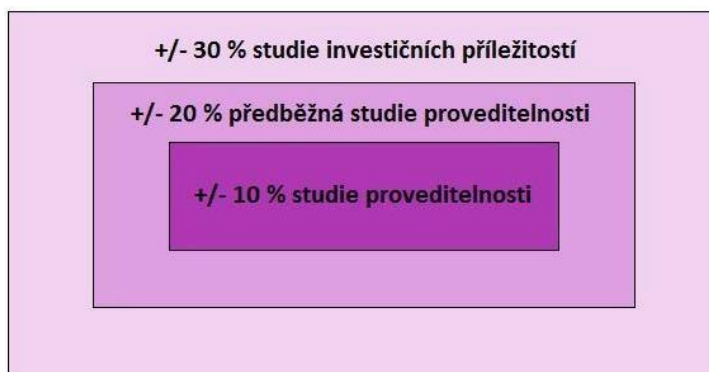 +/- 30 % studie investičních příležitostí
+/- 20 % předběžná studie proveditelnosti
+/- 10 % studie proveditelnosti